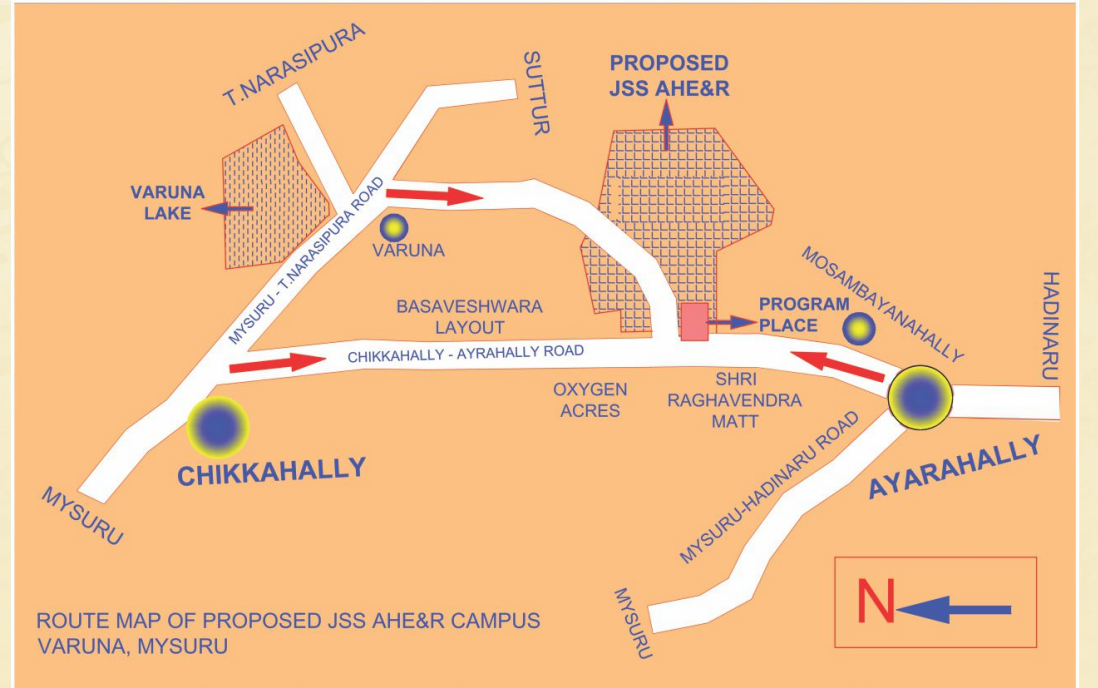 T.NARASIPURA
SUTTUR
PROPOSED
JSS AHE&R
VARUNA
LAKE
MYSURU - T.NARASIPURA ROAD
VARUNA
BASAVESHWARA
LAYOUT
PROGRAM
PLACE
MOSAMBAYANAHALLY
HADINARU
CHIKKAHALLY - AYRAHALLY ROAD
OXYGEN
ACRES
SHRI
RAGHAVENDRA
MATT
CHIKKAHALLY
MYSURU
MYSURU-HADINARU ROAD
AYARAHALLY
MYSURU
N
ROUTE MAP OF PROPOSED JSS AHE&R CAMPUS
VARUNA, MYSURU